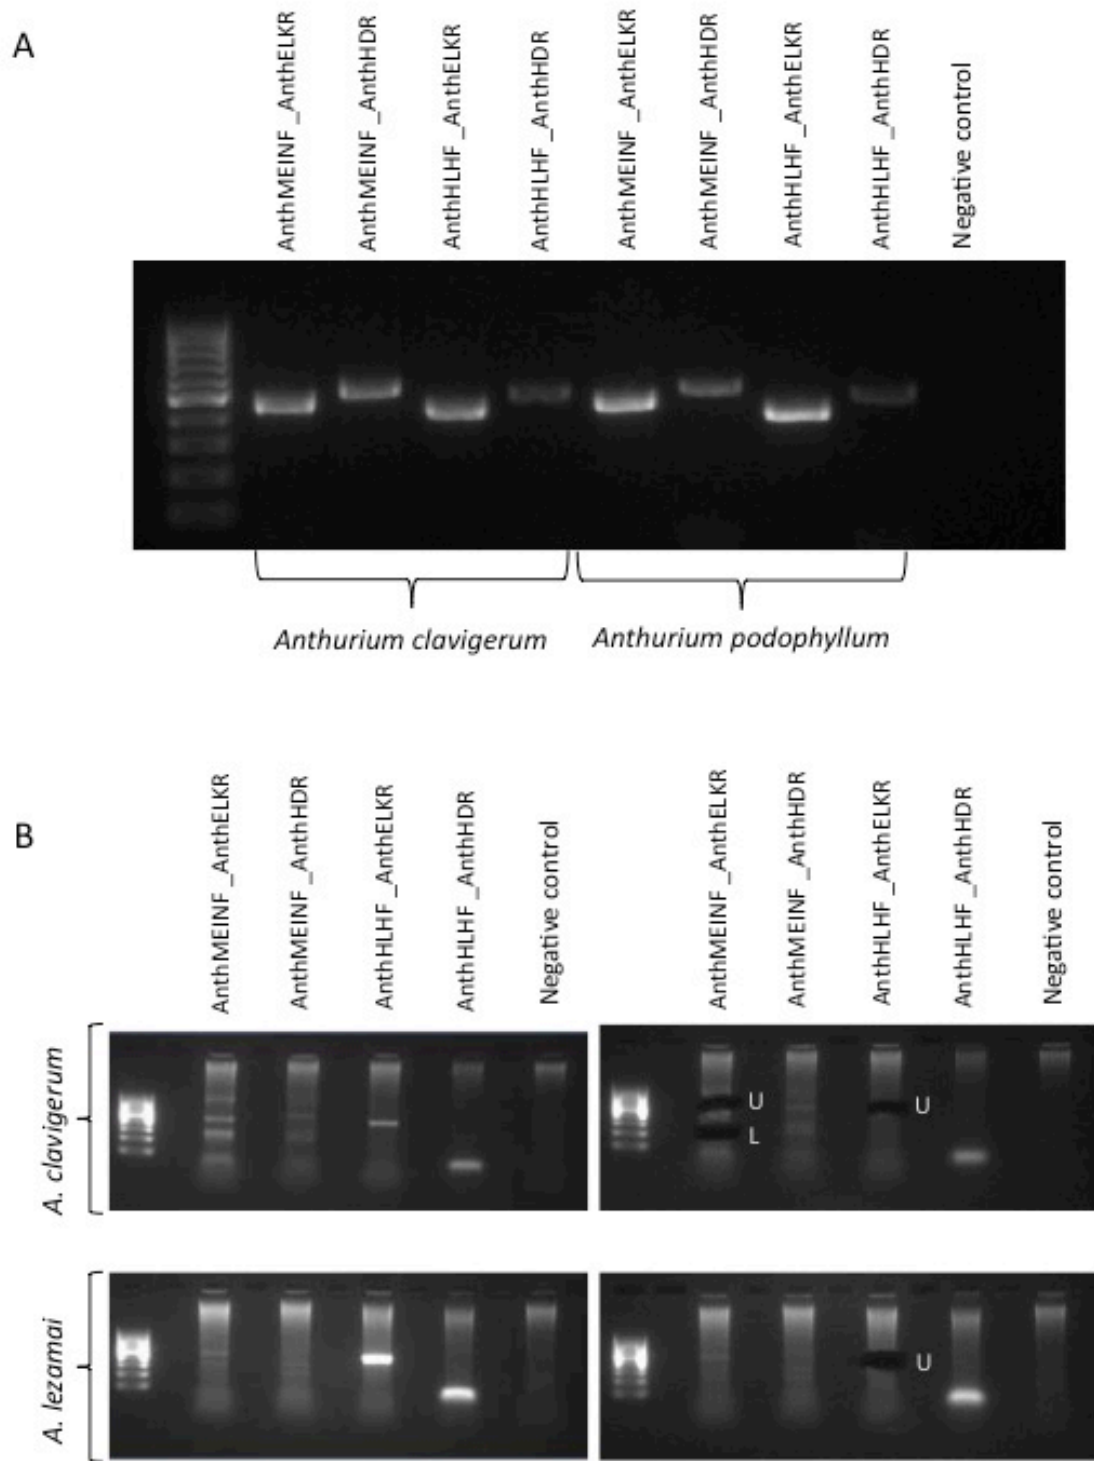 A
AnthMEINF_AnthELKR
AnthMEINF_AnthHDR
AnthHLHF_AnthELKR
AnthHLHF_AnthHDR
AnthMEINF_AnthELKR
AnthMEINF_AnthHDR
AnthHLHF_AnthELKR
AnthHLHF_AnthHDR
Negative control
Anthurium clavigerum
Anthurium podophyllum
B
AnthMEINF_AnthELKR
AnthMEINF_AnthHDR
AnthHLHF_AnthELKR
AnthHLHF_AnthHDR
Negative control
AnthMEINF_AnthELKR
AnthMEINF_AnthHDR
AnthHLHF_AnthELKR
AnthHLHF_AnthHDR
Negative control
A. clavigerum
U
L
U
A. lezamai
U